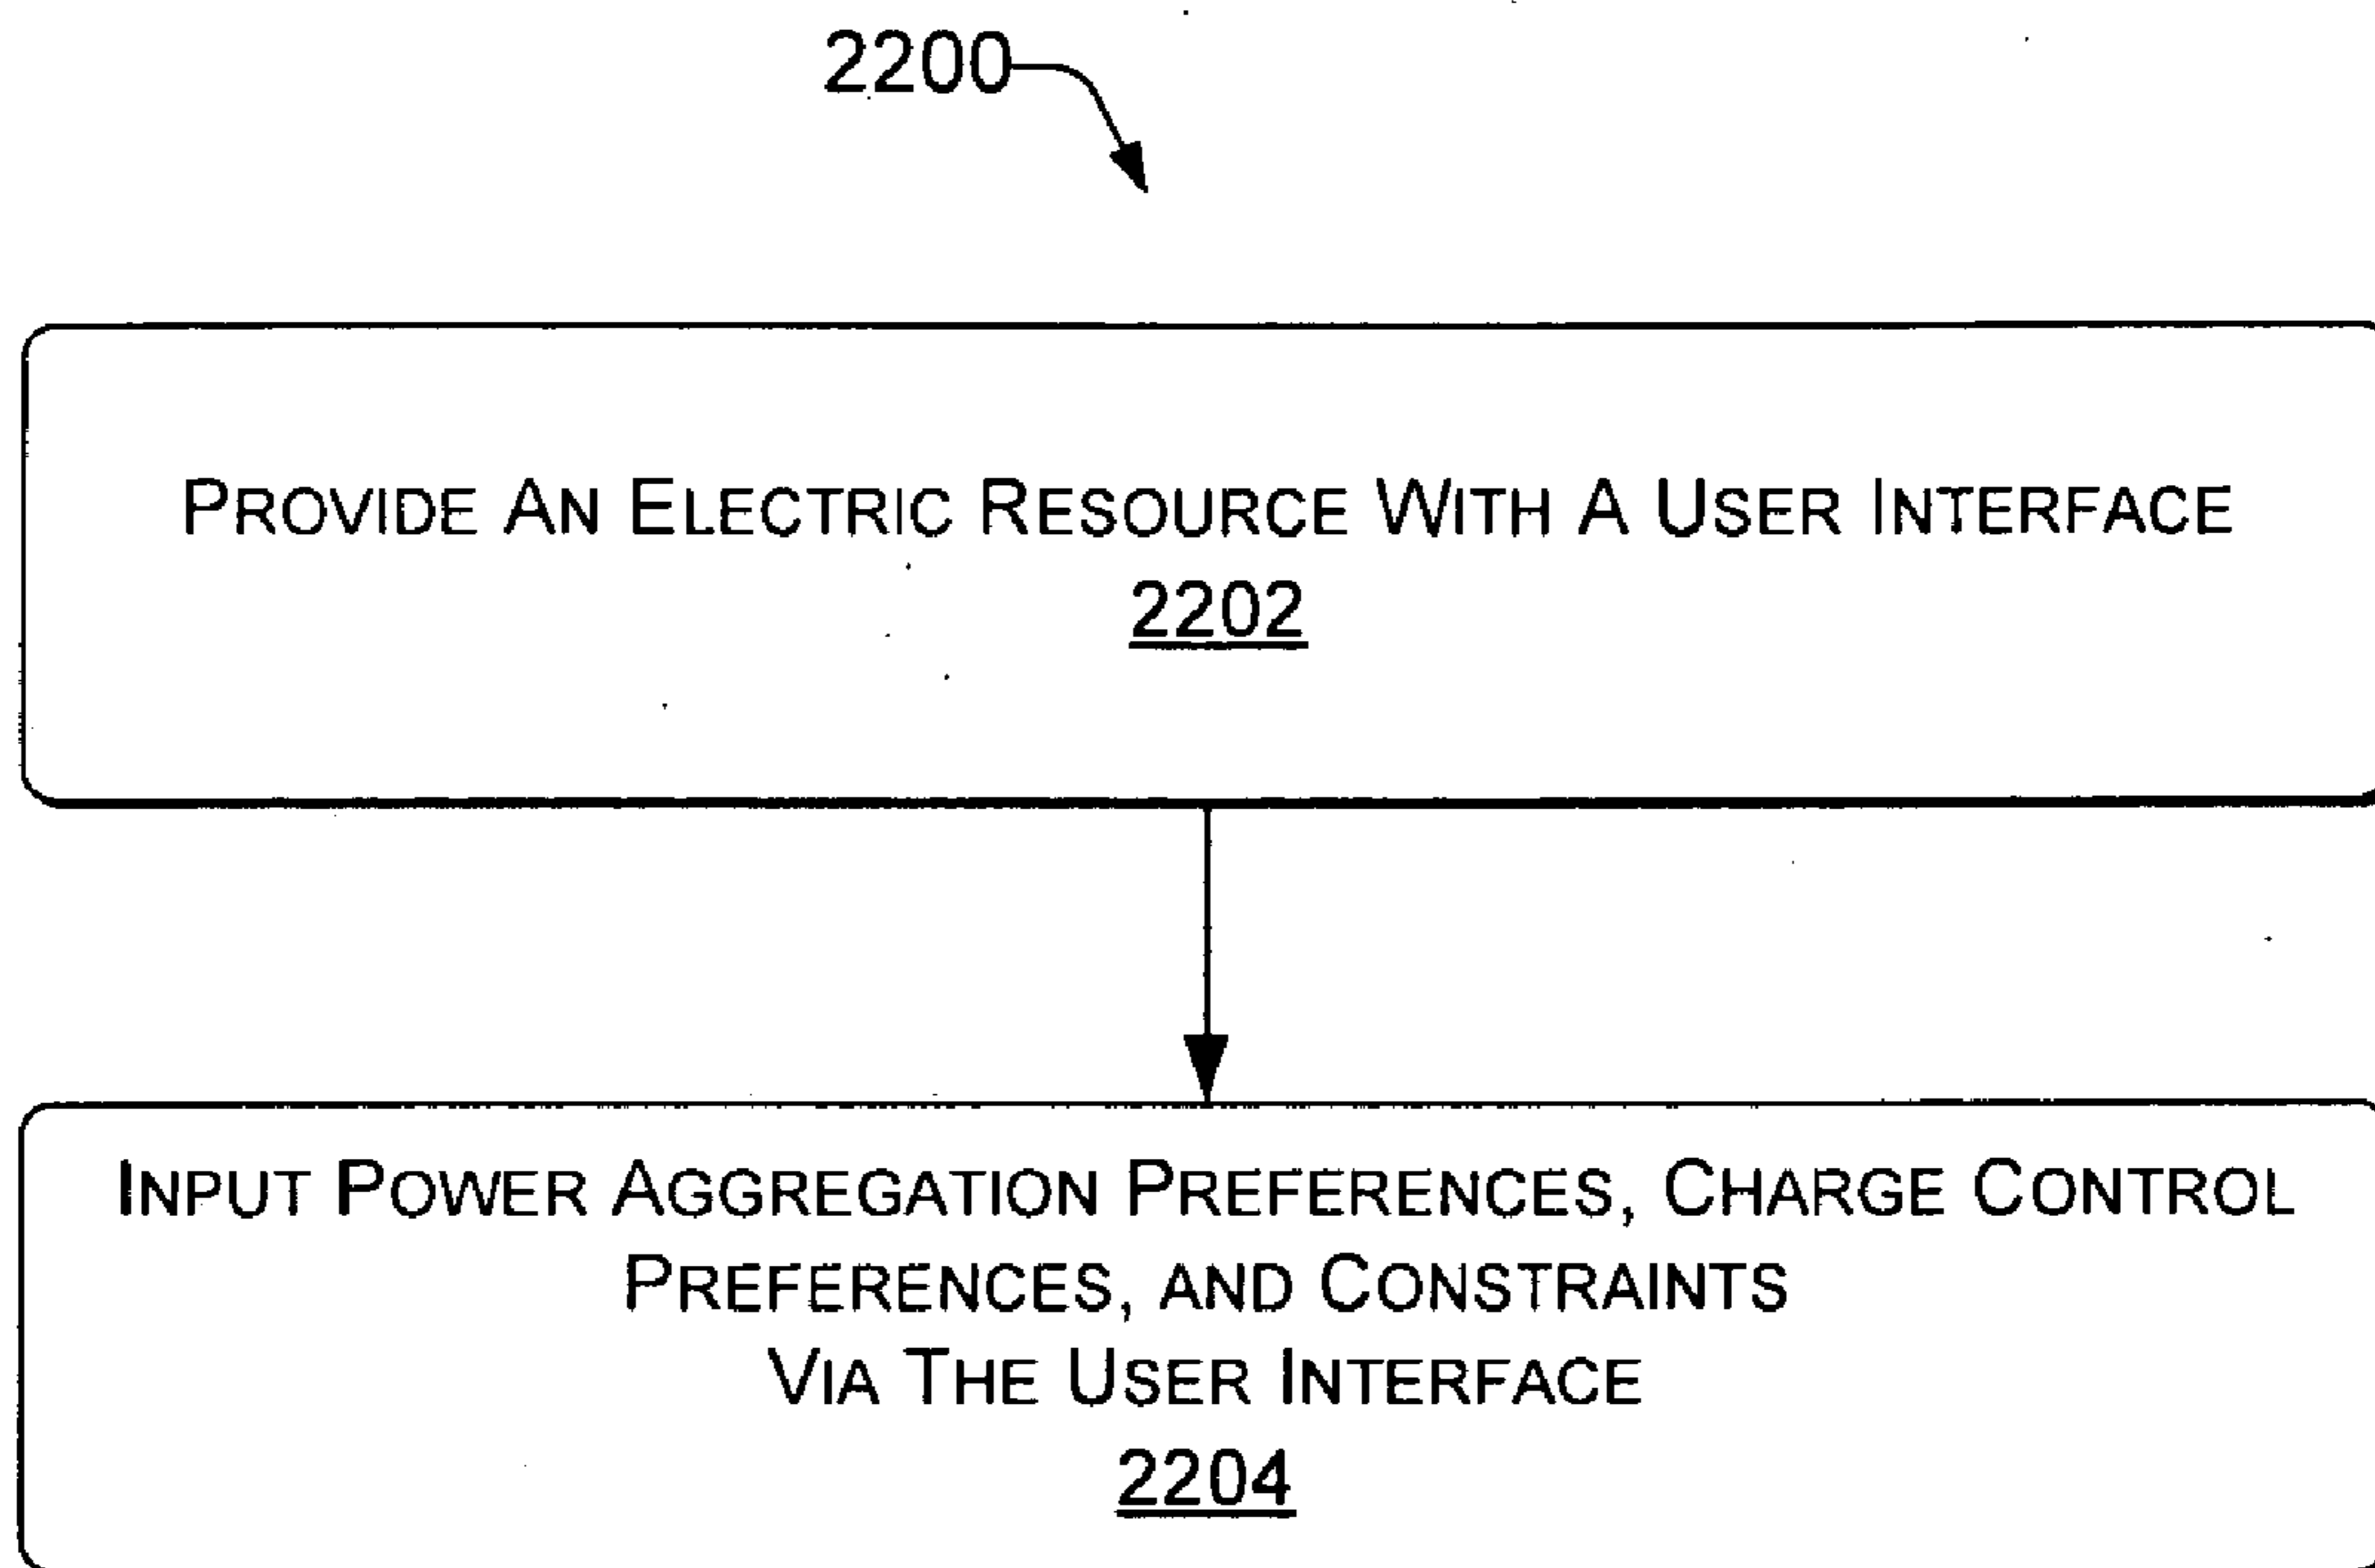 2200
PROVIDE AN ELECTRIC RESOURCE WITH A USER INTERFACE
2202
INPUT POWER AGGREGATION PREFERENCES, CHARGE CONTROL
PREFERENCES, AND CONSTRAINTS
VIA THE USER INTERFACE
2204